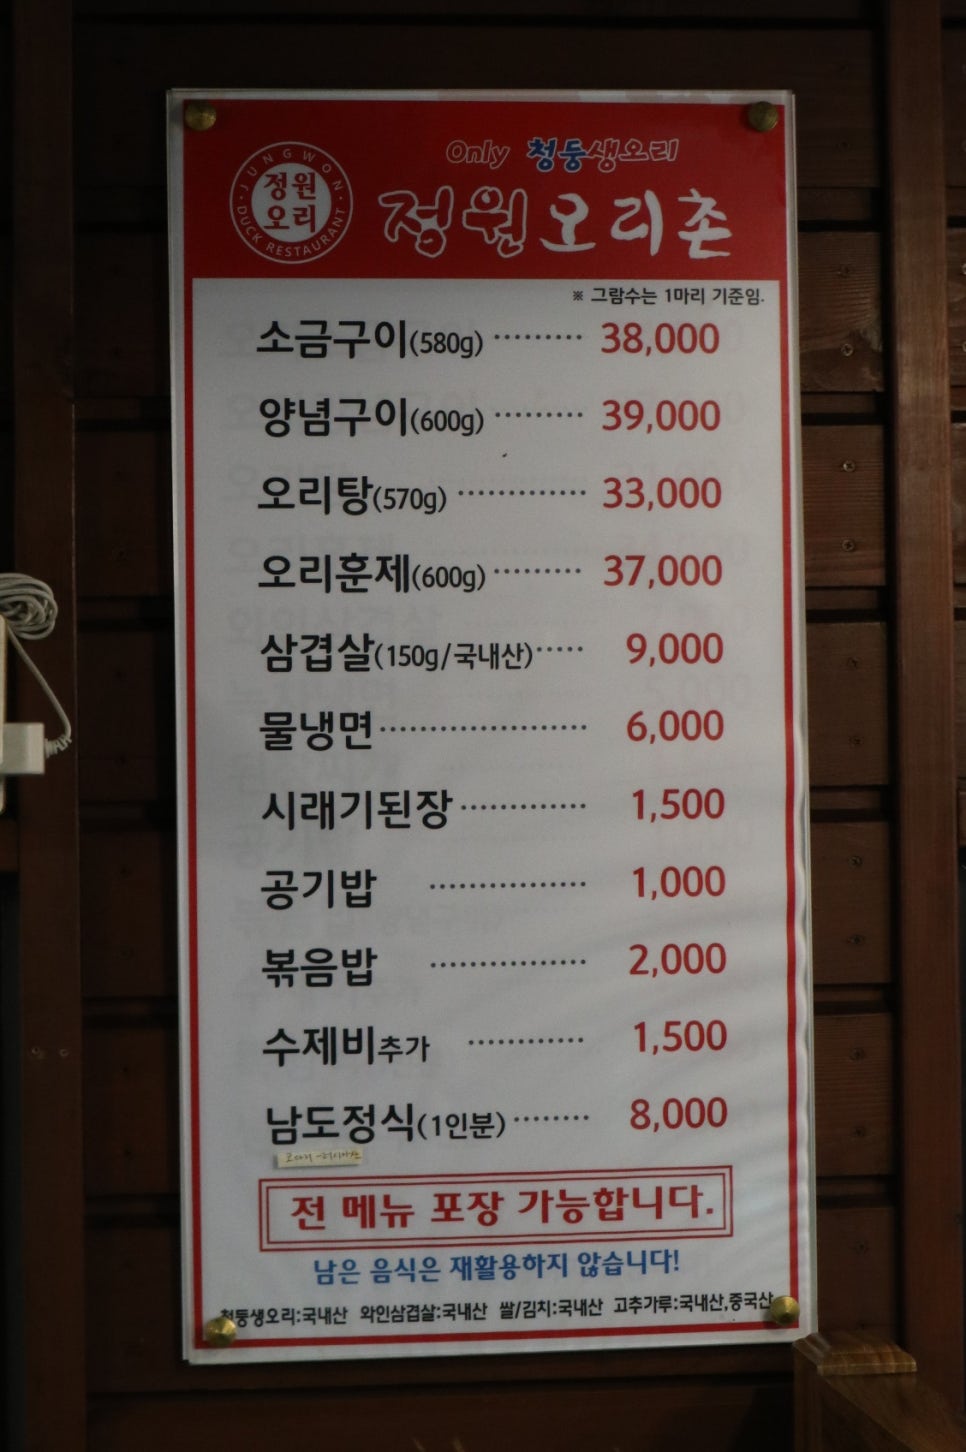 JUNGWON
정원
오리
DUCK RESTAURANT
Only 청둥생오리
정원오리촌
※ 그람수는 1마리 기준임.
소금구이(580g) ········· 38,000
양념구이(600g) ········· 39,000
오리탕(570g) ············· 33,000
오리훈제(600g) ········· 37,000
삼겹살(150g/국내산) ····· 9,000
물냉면 ····················· 6,000
시래기된장 ············· 1,500
공기밥 ················ 1,000
볶음밥 ················ 2,000
수제비추가 ············ 1,500
남도정식(1인분) ········ 8,000
전 메뉴 포장 가능합니다.
남은 음식은 재활용하지 않습니다!
청둥생오리:국내산 와인삼겹살:국내산 쌀/김치:국내산 고추가루:국내산,중국산